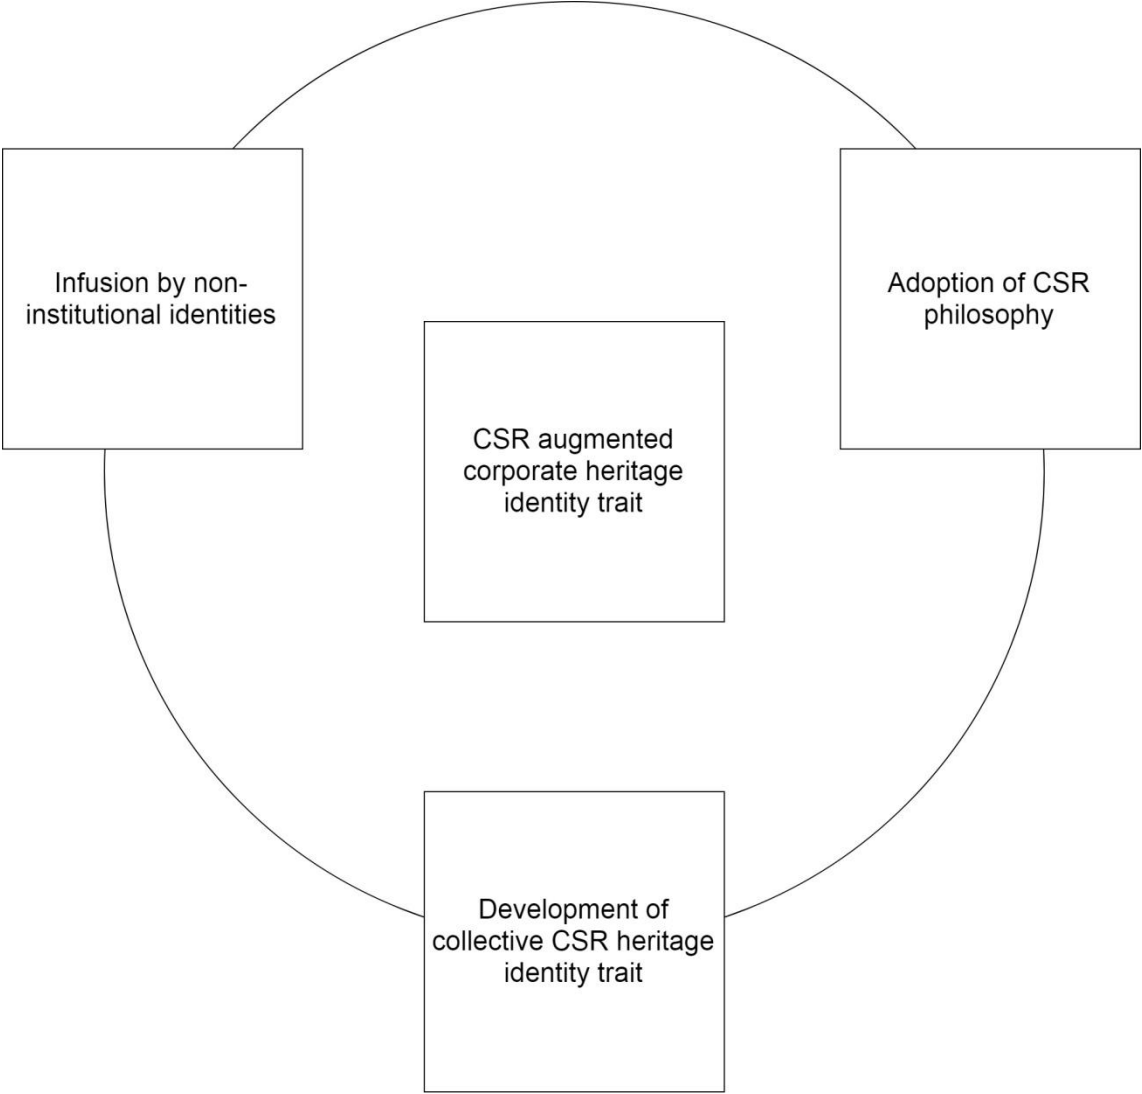 Infusion by non-
institutional identities
Adoption of CSR
philosophy
CSR augmented
corporate heritage
identity trait
Development of
collective CSR heritage
identity trait